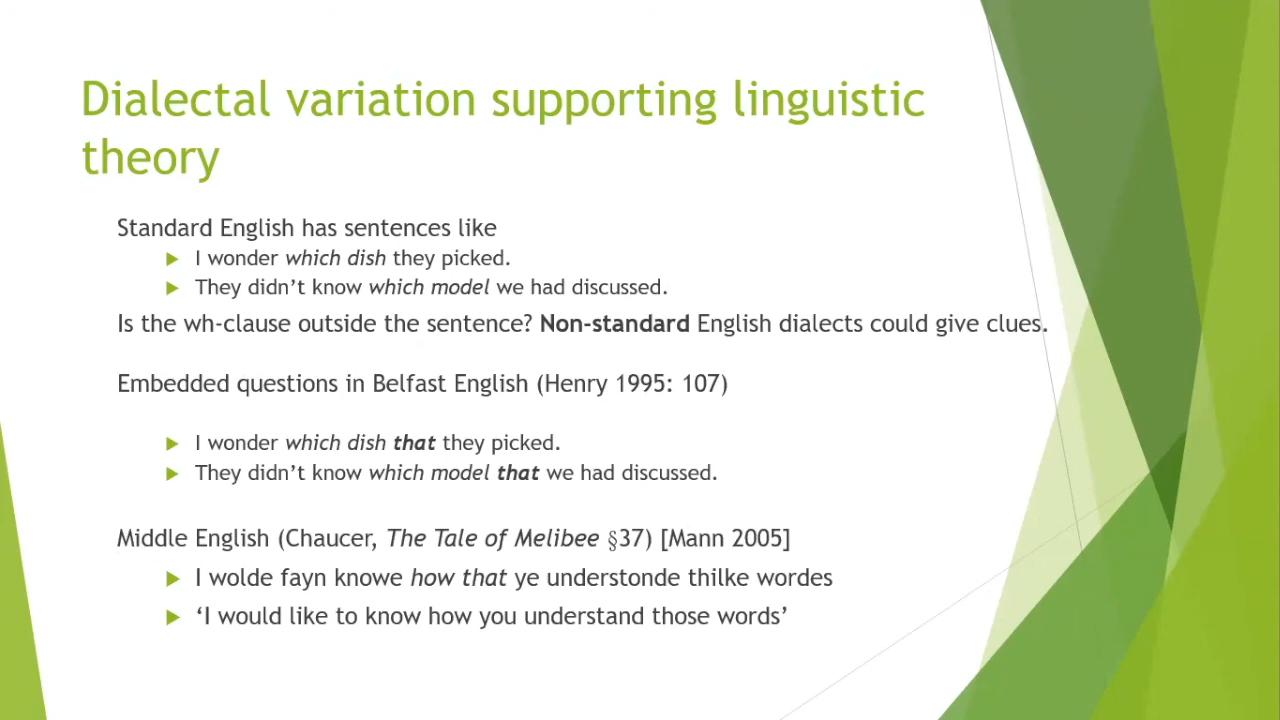 Dialectal variation supporting linguistic
theory
Standard English has sentences like
I wonder which dish they picked.
They didn’t know which model we had discussed.
Is the wh-clause outside the sentence? Non-standard English dialects could give clues.
Embedded questions in Belfast English (Henry 1995: 107)
I wonder which dish that they picked.
They didn’t know which model that we had discussed.
Middle English (Chaucer, The Tale of Melibee §37) [Mann 2005]
I wolde fayn knowe how that ye understonde thilke wordes
‘I would like to know how you understand those words’